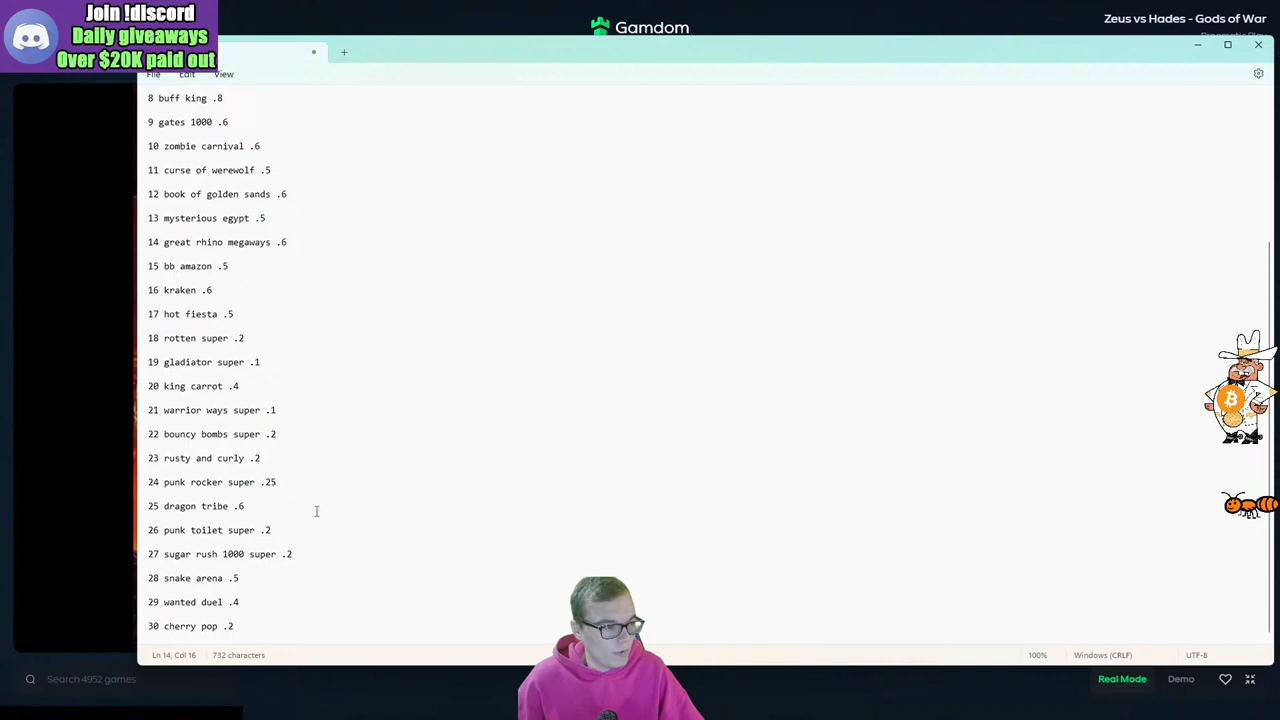 Join !discord
Daily giveaways
Over $20K paid out
Gamdom
Zeus vs Hades - Gods of War
File Edit View
8 buff king .8
9 gates 1000 .6
10 zombie carnival .6
11 curse of werewolf .5
12 book of golden sands .6
13 mysterious egypt .5
14 great rhino megaways .6
15 bb amazon .5
16 kraken .6
17 hot fiesta .5
18 rotten super .2
19 gladiator super .1
20 king carrot .4
21 warrior ways super .1
22 bouncy bombs super .2
23 rusty and curly .2
24 punk rocker super .25
25 dragon tribe .6
26 punk toilet super .2
27 sugar rush 1000 super .2
28 snake arena .5
29 wanted duel .4
30 cherry pop .2
Ln 14, Col 16 732 characters 100% Windows (CRLF) UTF-8
Search 4952 games Real Mode Demo